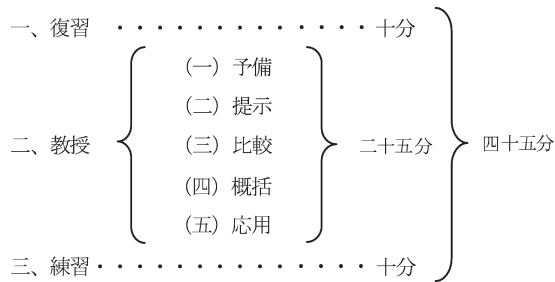 一、復習 ・・・・・・・・・・・・・ 十分
（一）予備
（二）提示
二、教授 （三）比較 二十五分 四十五分
（四）概括
（五）応用
三、練習・・・・・・・・・・・・・・ 十分